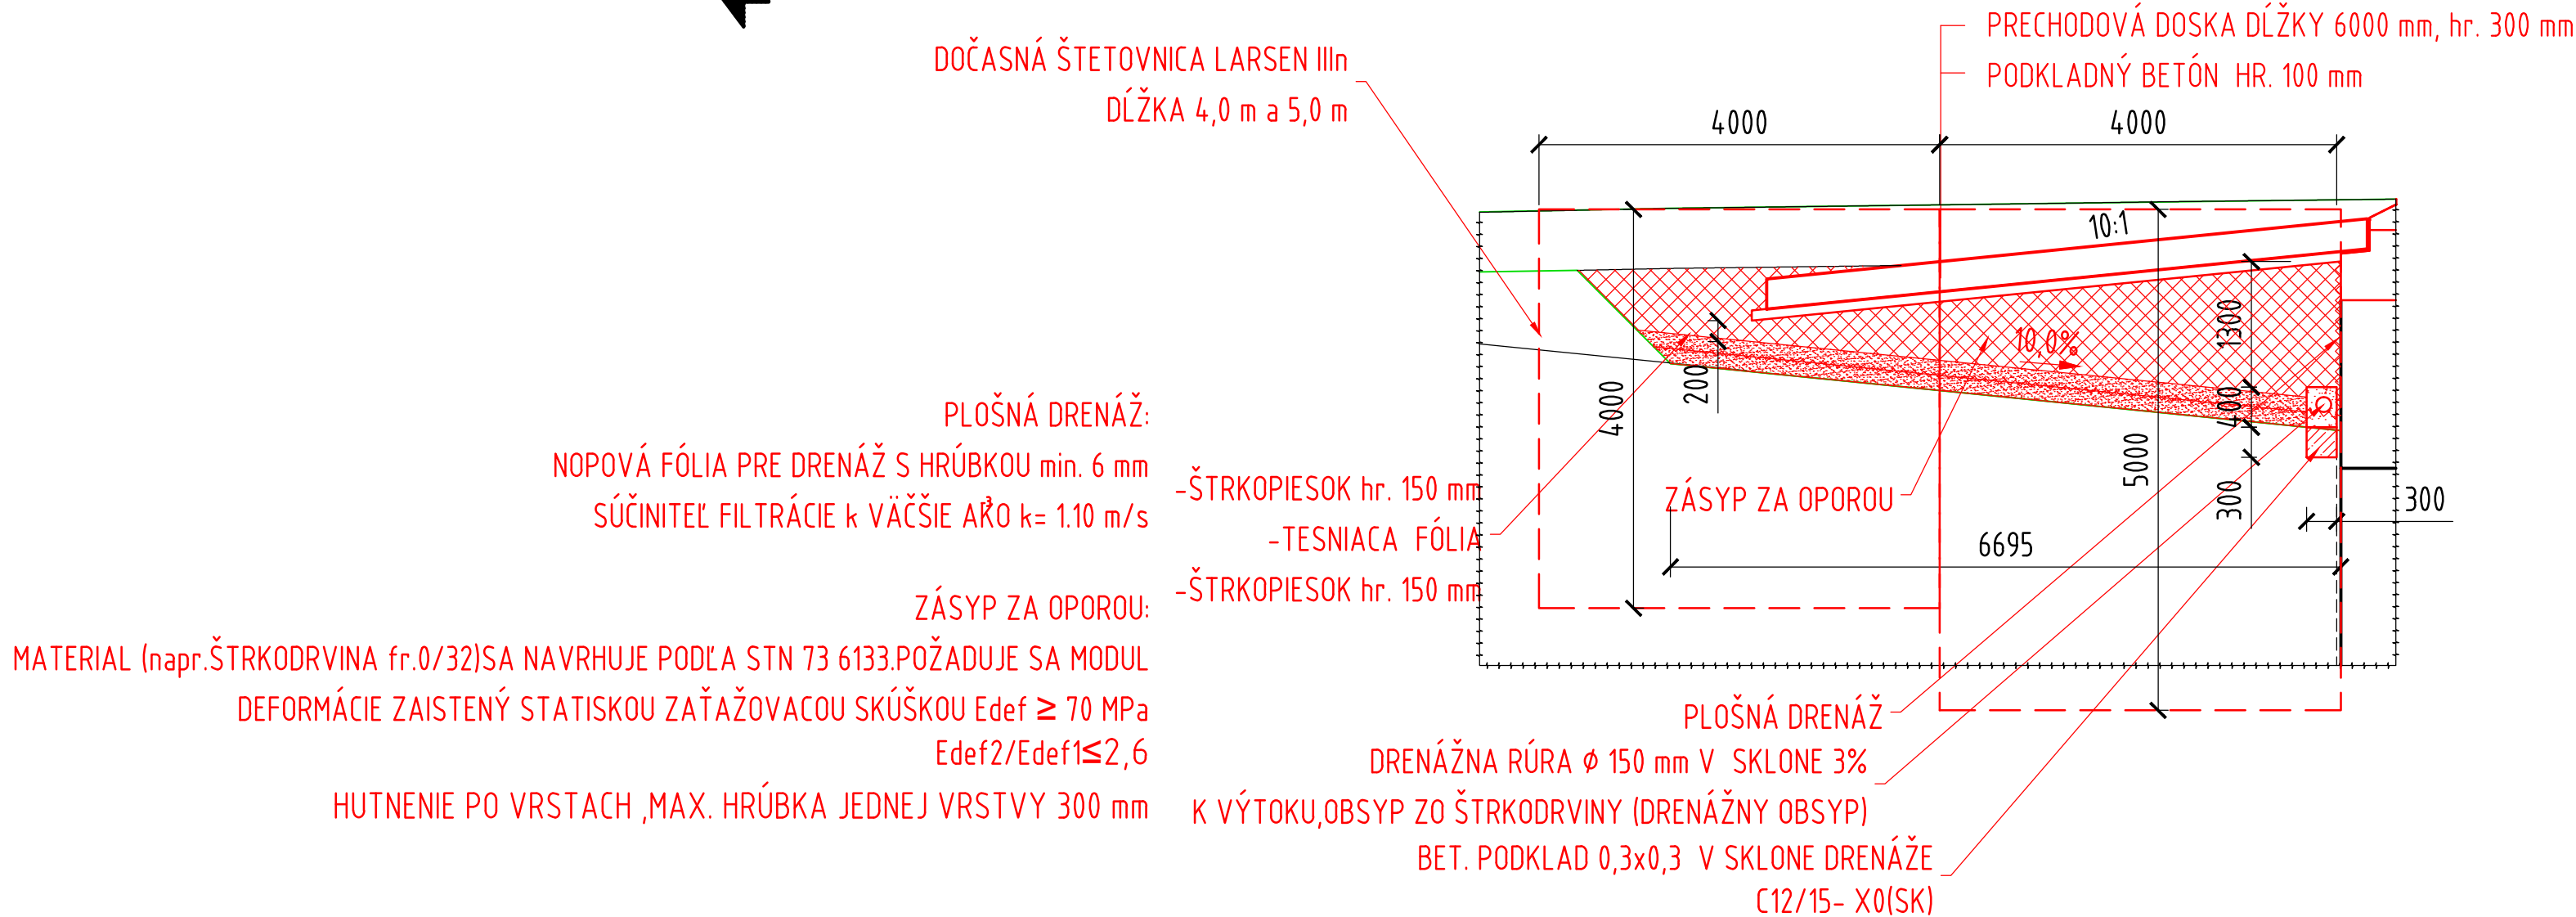 PRECHODOVÁ DOSKA DĹŽKY 6000 mm, hr. 300 mm
PODKLADNÝ BETÓN HR. 100 mm
DOČASNÁ ŠTETOVNICA LARSEN IIIn
DĹŽKA 4,0 m a 5,0 m
4000
4000
10:1
1300
10,0%
200
4000
400
5000
300
300
6695
PLOŠNÁ DRENÁŽ:
NOPOVÁ FÓLIA PRE DRENÁŽ S HRÚBKOU min. 6 mm
SÚČINITEĽ FILTRÁCIE k VÄČŠIE AKO k= 1.10 m/s
-ŠTRKOPIESOK hr. 150 mm
-TESNIACA FÓLIA
-ŠTRKOPIESOK hr. 150 mm
ZÁSYP ZA OPOROU
ZÁSYP ZA OPOROU:
MATERIAL (napr.ŠTRKODRVINA fr.0/32)SA NAVRHUJE PODĽA STN 73 6133.POŽADUJE SA MODUL
DEFORMÁCIE ZAISTENÝ STATISKOU ZAŤAŽOVACOU SKÚŠKOU Edef ≥ 70 MPa
Edef2/Edef1≤2,6
HUTNENIE PO VRSTACH ,MAX. HRÚBKA JEDNEJ VRSTVY 300 mm
PLOŠNÁ DRENÁŽ
DRENÁŽNA RÚRA ϕ 150 mm V SKLONE 3%
K VÝTOKU,OBSYP ZO ŠTRKODRVINY (DRENÁŽNY OBSYP)
BET. PODKLAD 0,3x0,3 V SKLONE DRENÁŽE
C12/15- X0(SK)